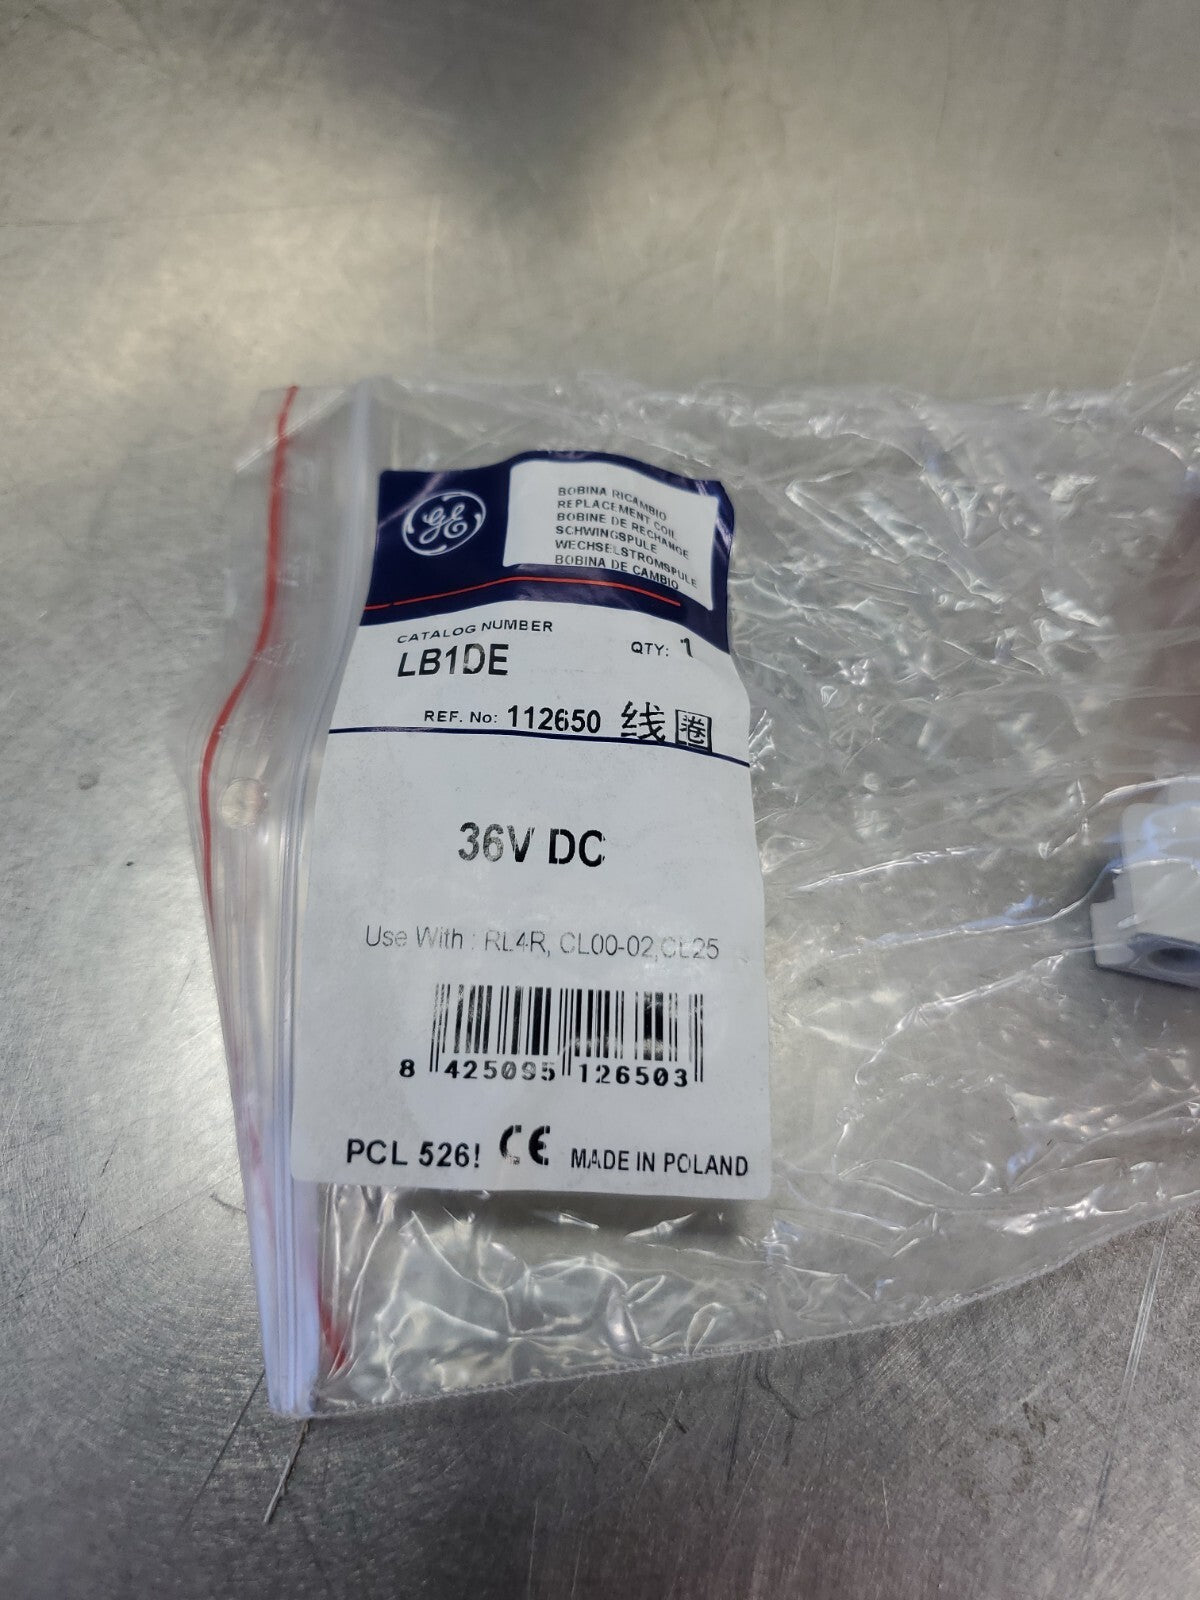 GE
BOBINA RICAMBIO
REPLACEMENT COIL
BOBINE DE RECHANGE
SCHWINGSPULE
WECHSELSTROMSPULE
BOBINA DE CAMBIO
CATALOG NUMBER
QTY: 1
LB1DE
REF. No: 112650 线圈
36V DC
Use With : RL4R, CL00-02,CL25
8 425095 126503
PCL 526! CE MADE IN POLAND